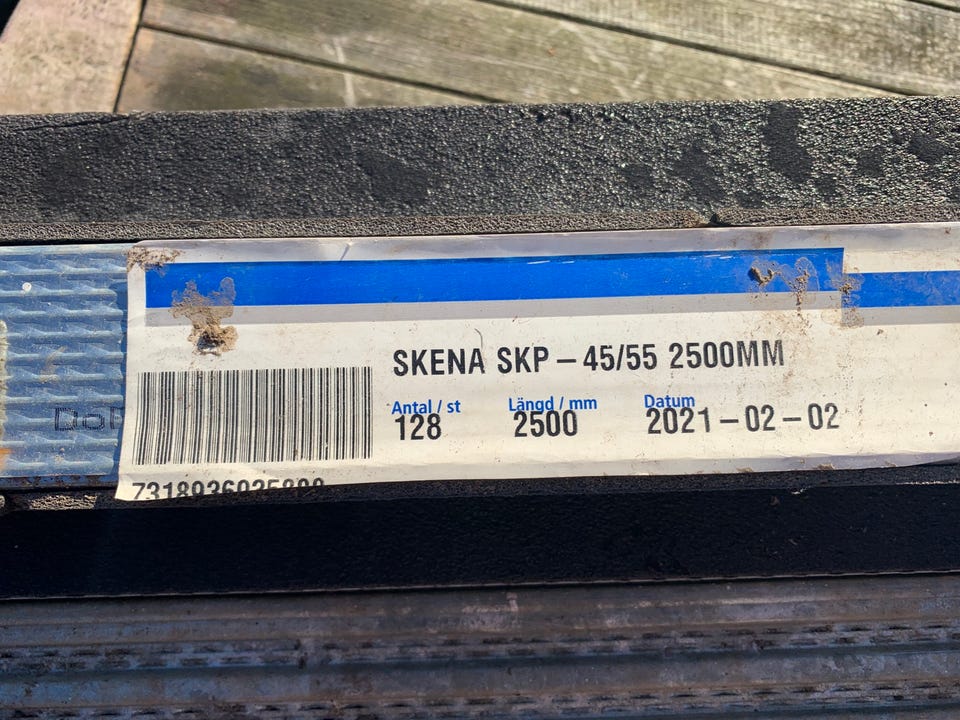 SKENA SKP - 45/55 2500MM
Antal / st Längd / mm Datum
128 2500 2021-02-02